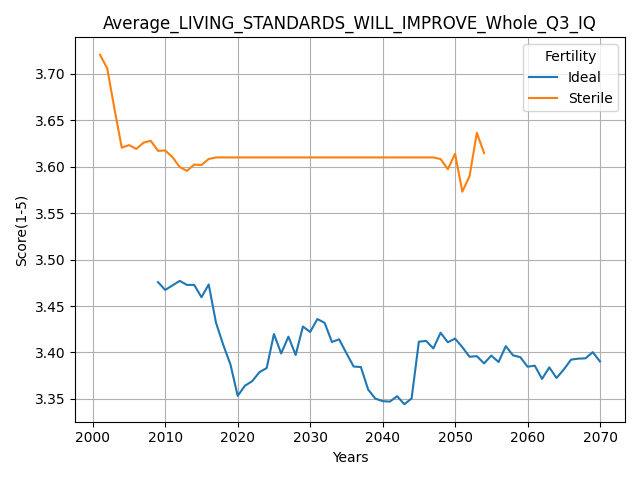 Average_LIVING_STANDARDS_WILL_IMPROVE_Whole_Q3_IQ
Fertility
Ideal
Sterile
Score(1-5)
3.70
3.65
3.60
3.55
3.50
3.45
3.40
3.35
2000 2010 2020 2030 2040 2050 2060 2070
Years